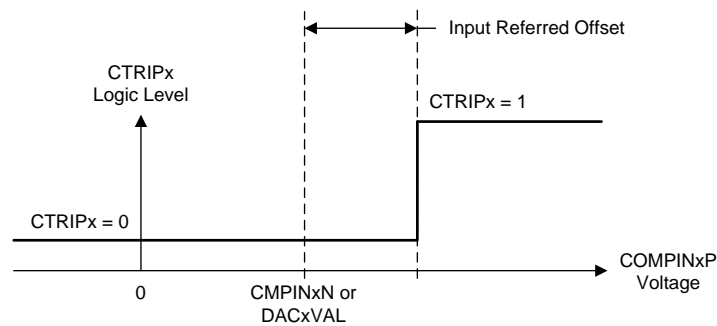 Input Referred Offset
CTRIPx
Logic Level
CTRIPx = 1
CTRIPx = 0
COMPINxP
Voltage
0
CMPINxN or
DACxVAL